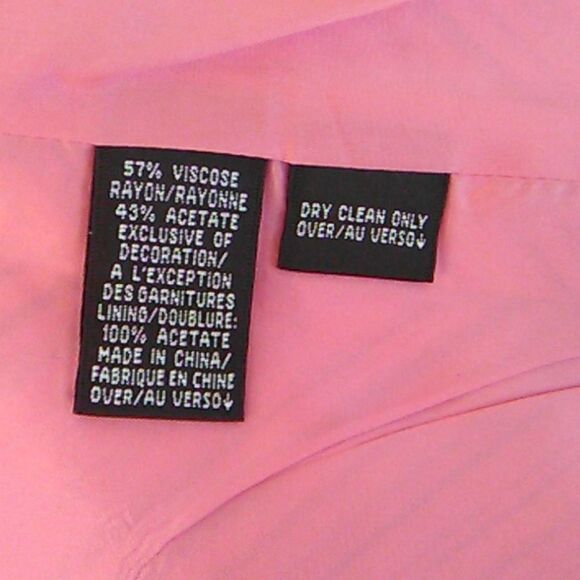 57% VISCOSE
RAYON/RAYONNE
43% ACETATE
EXCLUSIVE OF
DECORATION/
A L'EXCEPTION
DES GARNITURES
LINING/DOUBLURE:
100% ACETATE
MADE IN CHINA/
FABRIQUE EN CHINE
OVER/AU VERSO↓
DRY CLEAN ONLY
OVER/AU VERSO↓